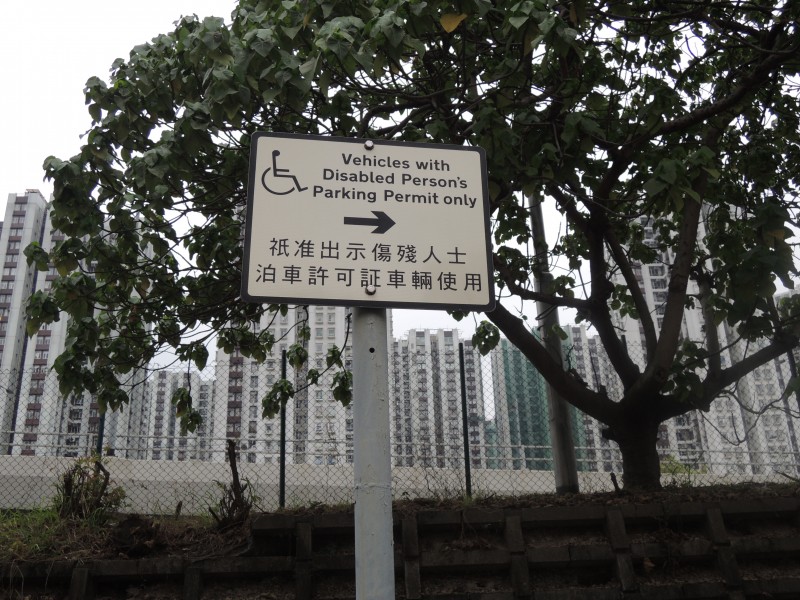 Vehicles with
Disabled Person's
Parking Permit only
祇准出示傷殘人士
泊車許可証車輛使用